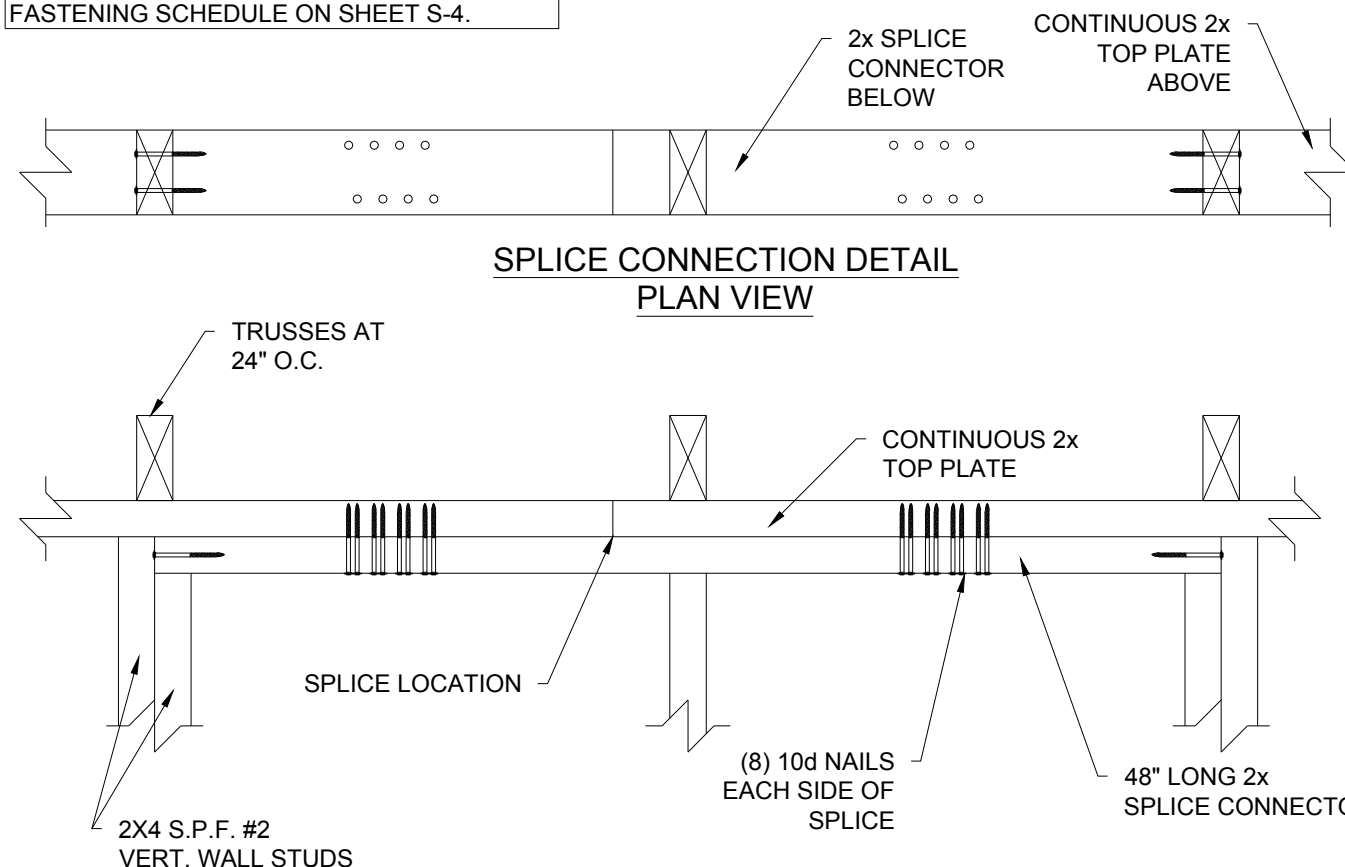 FASTENING SCHEDULE ON SHEET S-4.
2x SPLICE
CONNECTOR
BELOW
CONTINUOUS 2x
TOP PLATE
ABOVE
SPLICE CONNECTION DETAIL
PLAN VIEW
TRUSSES AT
24" O.C.
CONTINUOUS 2x
TOP PLATE
SPLICE LOCATION
(8) 10d NAILS
EACH SIDE OF
SPLICE
48" LONG 2x
SPLICE CONNECTO
2X4 S.P.F. #2
VERT. WALL STUDS